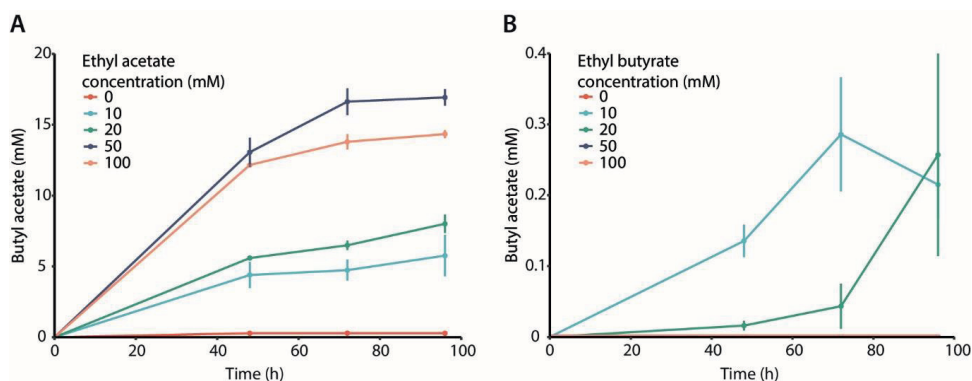 A
Ethyl acetate
concentration (mM)
0
10
20
50
100
Butyl acetate (mM)
20
15
10
5
0
0 20 40 60 80 100
Time (h)
B
Ethyl butyrate
concentration (mM)
0
10
20
50
100
Butyl acetate (mM)
0.4
0.3
0.2
0.1
0
0 20 40 60 80 100
Time (h)